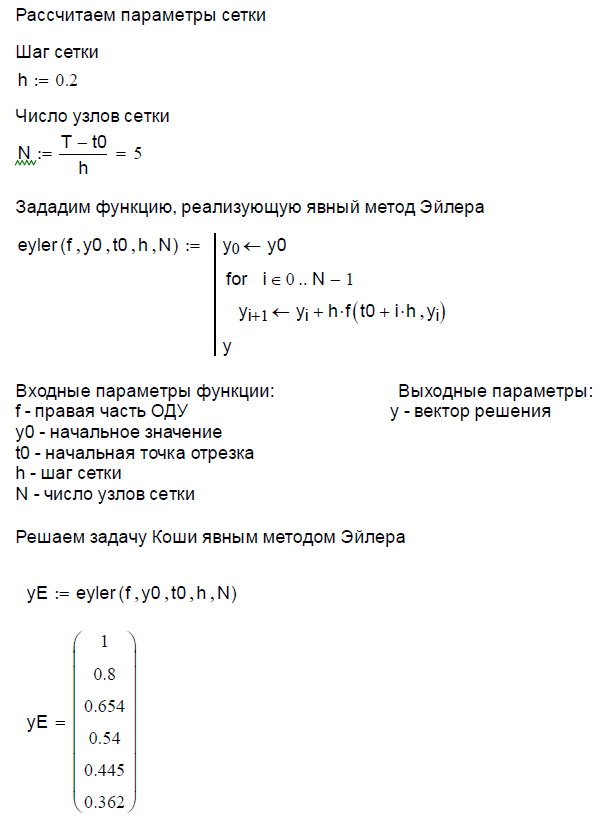 Рассчитаем параметры сетки
Шаг сетки
h := 0.2
Число узлов сетки
N := (T − t0)/h = 5
Зададим функцию, реализующую явный метод Эйлера
eyler(f, y0, t0, h, N) := | y₀ ← y0
for i ∈ 0 .. N − 1
yᵢ₊₁ ← yᵢ + h·f(t0 + i·h, yᵢ)
y
Входные параметры функции: Выходные параметры:
f - правая часть ОДУ y - вектор решения
y0 - начальное значение
t0 - начальная точка отрезка
h - шаг сетки
N - число узлов сетки
Решаем задачу Коши явным методом Эйлера
yE := eyler(f, y0, t0, h, N)
1
0.8
0.654
yE = 0.54
0.445
0.362